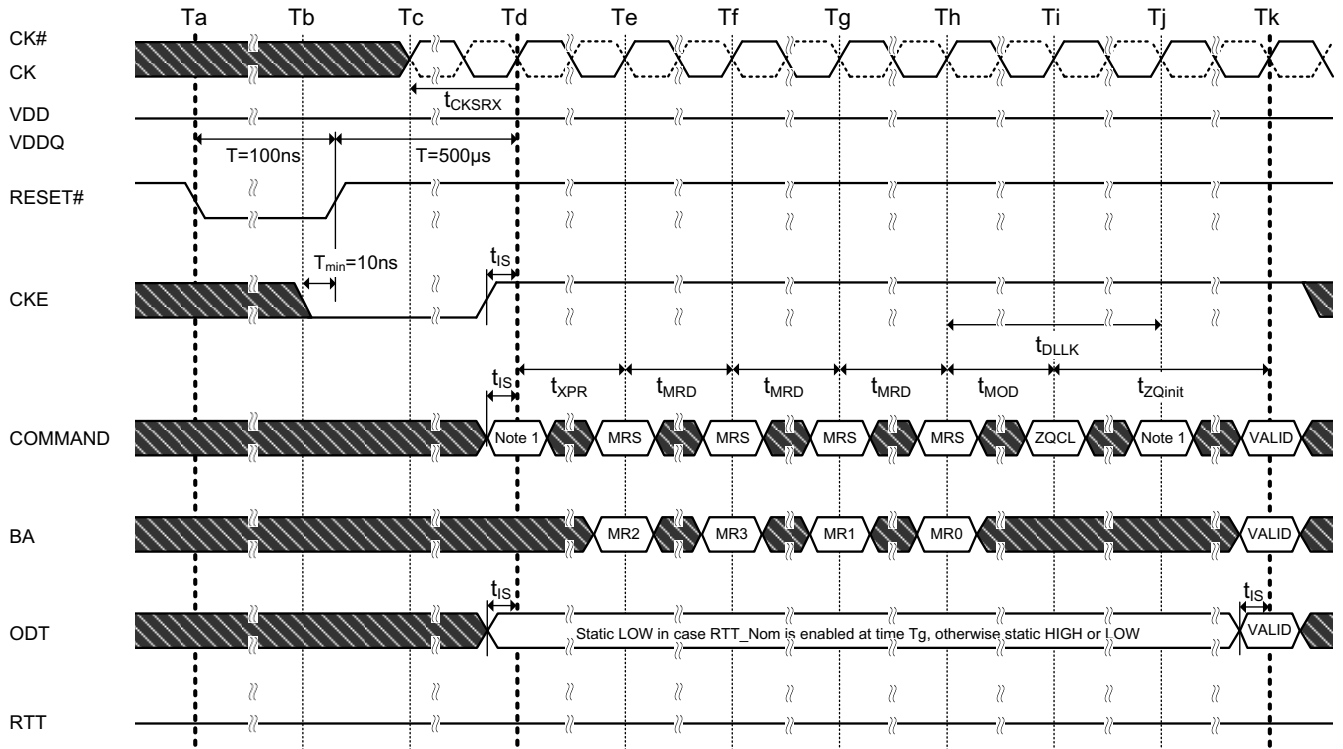 Ta Tb Tc Td Te Tf Tg Th Ti Tj Tk
CK#
CK
tCKSRX
VDD
VDDQ
T=100ns T=500µs
RESET#
Tmin=10ns tIS
CKE
tDLLK
tIS tXPR tMRD tMRD tMRD tMOD tZQinit
COMMAND Note 1 MRS MRS MRS MRS ZQCL Note 1 VALID
BA MR2 MR3 MR1 MR0 VALID
tIS tIS
ODT Static LOW in case RTT_Nom is enabled at time Tg, otherwise static HIGH or LOW VALID
RTT